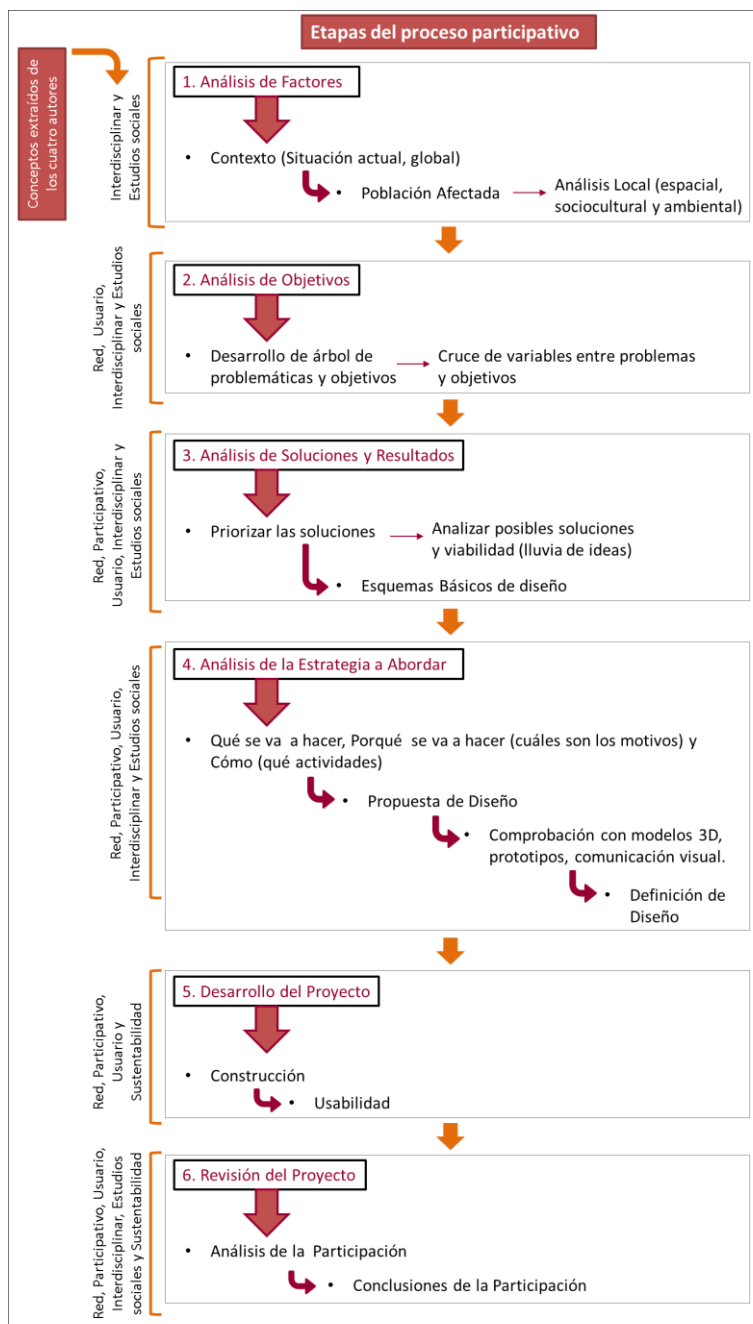 Etapas del proceso participativo
Conceptos extraídos de
los cuatro autores
Interdisciplinar y
Estudios sociales
1. Análisis de Factores
• Contexto (Situación actual, global)
• Población Afectada
Análisis Local (espacial,
sociocultural y ambiental)
Red, Usuario,
Interdisciplinar y Estudios
sociales
2. Análisis de Objetivos
• Desarrollo de árbol de
problemáticas y objetivos
Cruce de variables entre problemas
y objetivos
Red, Participativo,
Usuario, Interdisciplinar y
Estudios sociales
3. Análisis de Soluciones y Resultados
• Priorizar las soluciones
Analizar posibles soluciones
y viabilidad (lluvia de ideas)
• Esquemas Básicos de diseño
Red, Participativo, Usuario,
Interdisciplinar y Estudios sociales
4. Análisis de la Estrategia a Abordar
• Qué se va a hacer, Porqué se va a hacer (cuáles son los motivos) y
Cómo (qué actividades)
• Propuesta de Diseño
• Comprobación con modelos 3D,
prototipos, comunicación visual.
• Definición de
Diseño
Red, Participativo,
Usuario y
Sustentabilidad
5. Desarrollo del Proyecto
• Construcción
• Usabilidad
Red, Participativo, Usuario,
Interdisciplinar, Estudios
sociales y Sustentabilidad
6. Revisión del Proyecto
• Análisis de la Participación
• Conclusiones de la Participación